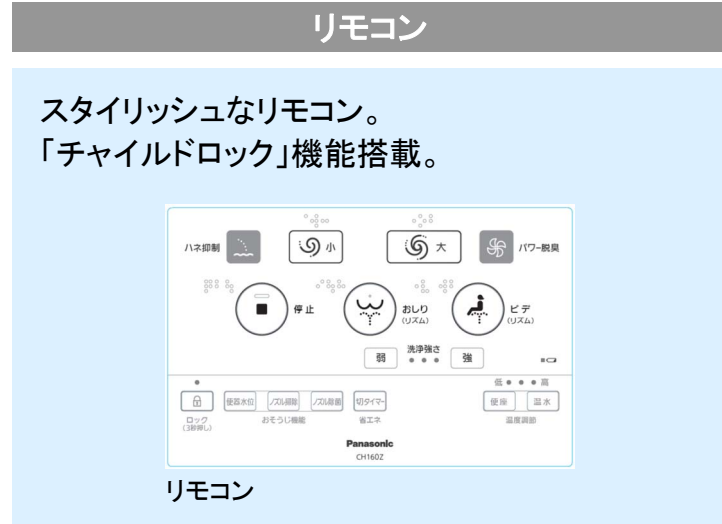 リモコン
スタイリッシュなリモコン。
「チャイルドロック」機能搭載。
ハネ抑制 小 大 パワー脱臭
停止 おしり ビデ
(リズム) (リズム)
洗浄強さ
弱 強
低 高
便器水位 ノズル掃除 ノズル除菌 切タイマー 便座 温水
ロック おそうじ機能 省エネ 温度調節
(3秒押し)
Panasonic
CH160Z
リモコン